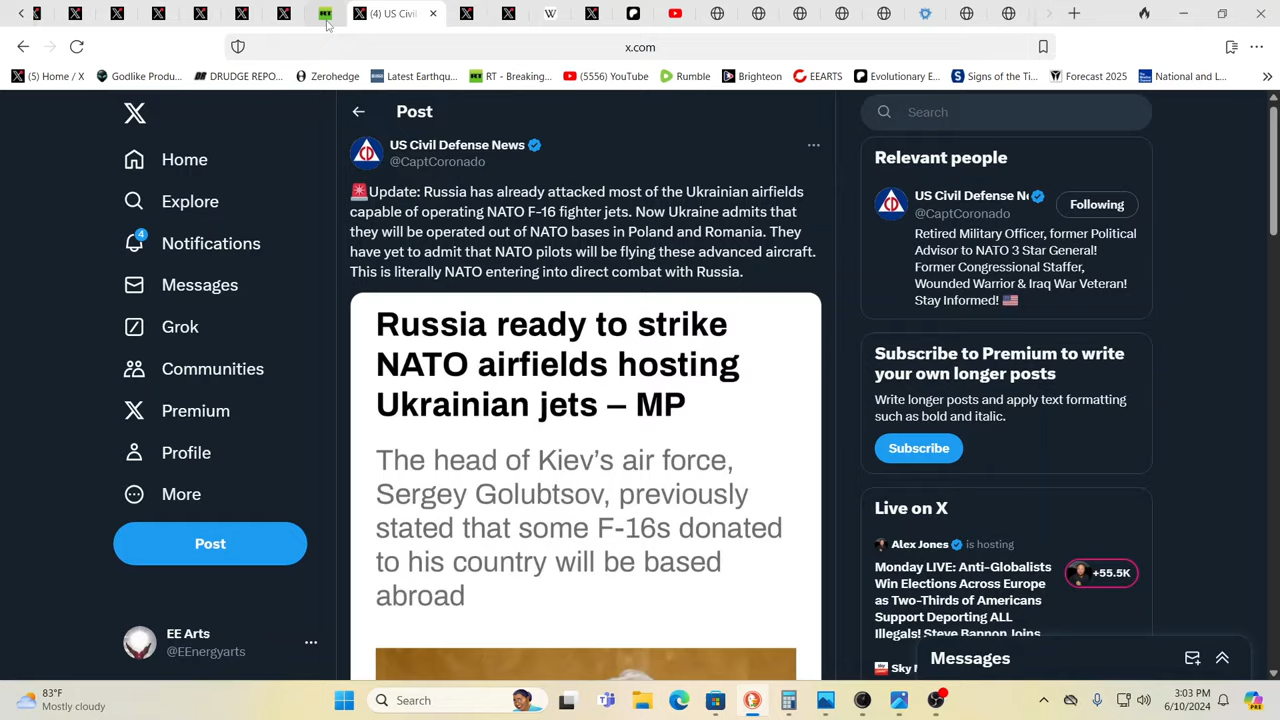 (4) US Civi
x.com
(5) Home / X
Godlike Produ...
DRUDGE REPO...
Zerohedge
Latest Earthqu...
RT - Breaking...
(5556) YouTube
Rumble
Brighteon
EEARTS
Evolutionary E...
Signs of the Ti...
Forecast 2025
National and L...
Post
Search
US Civil Defense News
@CaptCoronado
🚨Update: Russia has already attacked most of the Ukrainian airfields
capable of operating NATO F-16 fighter jets. Now Ukraine admits that
they will be operated out of NATO bases in Poland and Romania. They
have yet to admit that NATO pilots will be flying these advanced aircraft.
This is literally NATO entering into direct combat with Russia.
Russia ready to strike
NATO airfields hosting
Ukrainian jets – MP
The head of Kiev’s air force,
Sergey Golubtsov, previously
stated that some F-16s donated
to his country will be based
abroad
Home
Explore
4
Notifications
Messages
Grok
Communities
Premium
Profile
More
Post
EE Arts
@EEnergyarts
Relevant people
US Civil Defense Ne
@CaptCoronado
Following
Retired Military Officer, former Political
Advisor to NATO 3 Star General!
Former Congressional Staffer,
Wounded Warrior & Iraq War Veteran!
Stay Informed! 🇺🇸
Subscribe to Premium to write
your own longer posts
Write longer posts and apply text formatting
such as bold and italic.
Subscribe
Live on X
Alex Jones is hosting
Monday LIVE: Anti-Globalists
Win Elections Across Europe
as Two-Thirds of Americans
Support Deporting ALL
Illegals! Steve Bannon Joins
+55.5K
Sky N
Messages
83°F
Mostly cloudy
Search
3:03 PM
6/10/2024